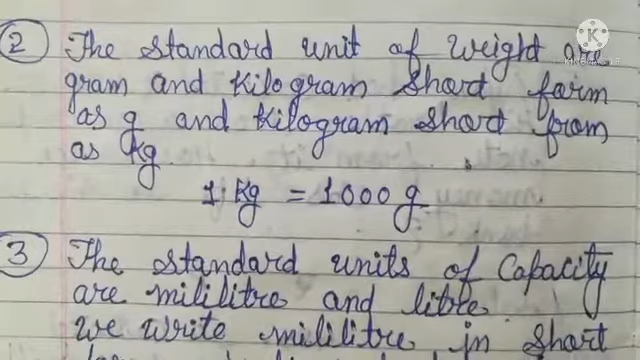 ② The standard unit of weight are
gram and Kilogram Short form
as g and Kilogram short from
as Kg
1 Kg = 1000 g
③ The standard units of Capacity
are mililitre and litre
we write mililitre in short